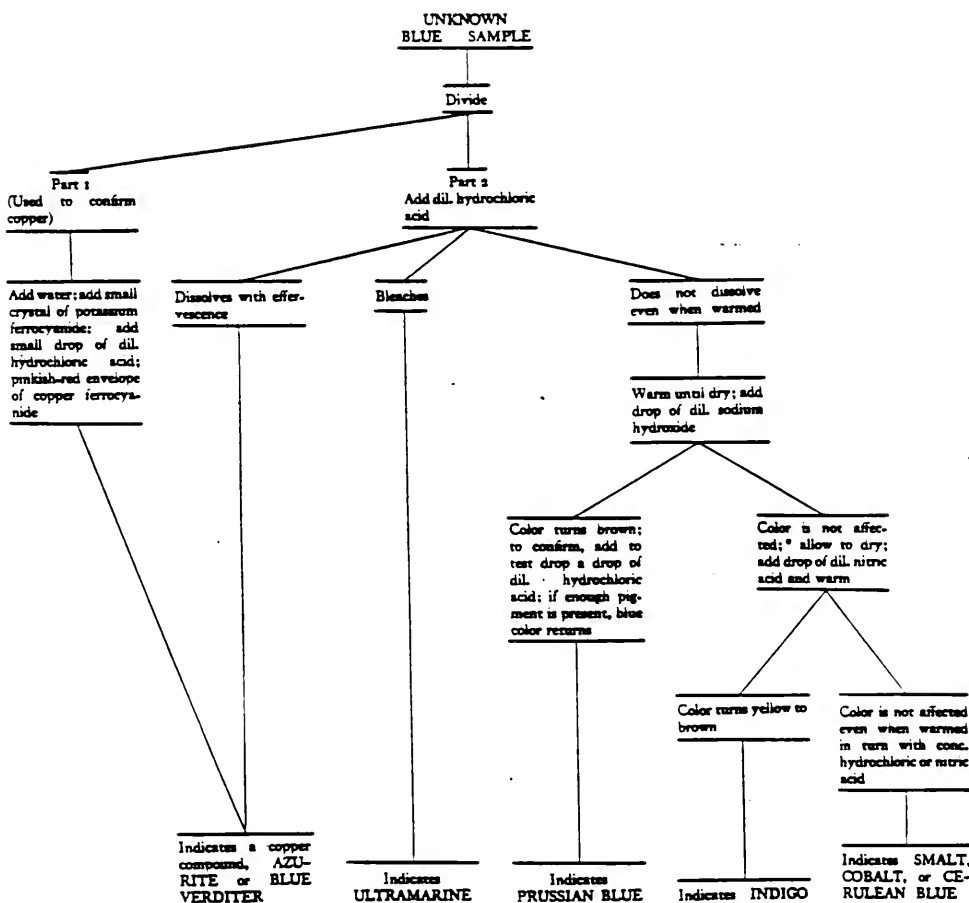 UNKNOWN
BLUE SAMPLE
Divide
Part 1
(Used to confirm
copper)
Part 2
Add dil. hydrochloric
acid
Add water; add small
crystal of potassium
ferrocyanide; add
small drop of dil.
hydrochloric acid;
pinkish-red envelope
of copper ferrocya-
nide
Dissolves with effer-
vescence
Bleaches
Does not dissolve
even when warmed
Warm until dry; add
drop of dil. sodium
hydroxide
Color turns brown;
to confirm, add to
test drop a drop of
dil. hydrochloric
acid; if enough pig-
ment is present, blue
color returns
Color is not affec-
ted;* allow to dry;
add drop of dil. nitric
acid and warm
Color turns yellow to
brown
Color is not affected
even when warmed
in turn with conc.
hydrochloric or nitric
acid
Indicates a copper
compound, AZU-
RITE or BLUE
VERDITER
Indicates
ULTRAMARINE
Indicates
PRUSSIAN BLUE
Indicates INDIGO
Indicates SMALT,
COBALT, or CE-
RULEAN BLUE